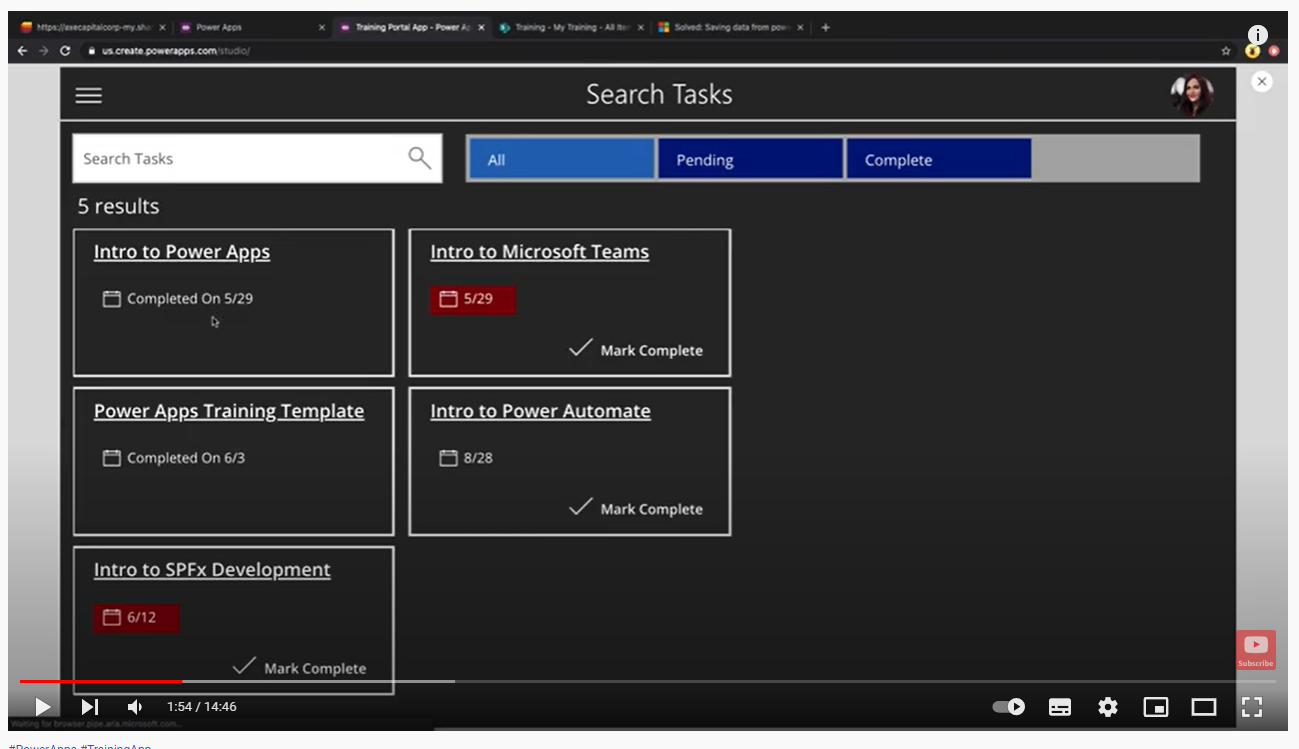 https://execapitalcorp-my.sha
Power Apps
Training Portal App - Power Ap
Training - My Training - All Iter
Solved: Saving data from pow
us.create.powerapps.com/studio/
Search Tasks
Search Tasks
All
Pending
Complete
5 results
Intro to Power Apps
Completed On 5/29
Intro to Microsoft Teams
5/29
Mark Complete
Power Apps Training Template
Completed On 6/3
Intro to Power Automate
8/28
Mark Complete
Intro to SPFx Development
6/12
Mark Complete
Subscribe
1:54 / 14:46
Waiting for browser.pipe.aria.microsoft.com...
#PowerApps #TrainingApp